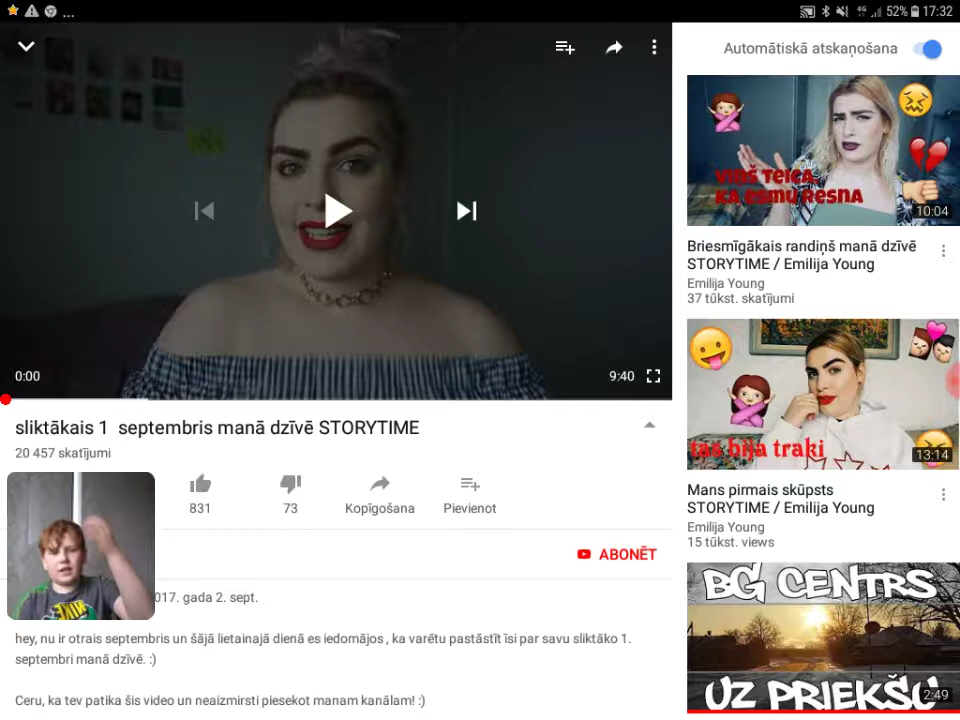 ...
4G
52%
17:32
Automātiskā atskaņošana
0:00
9:40
sliktākais 1 septembris manā dzīvē STORYTIME
20 457 skatījumi
831
73
Kopīgošana
Pievienot
ABONĒT
017. gada 2. sept.
hey, nu ir otrais septembris un šājā lietainajā dienā es iedomājos , ka varētu pastāstīt īsi par savu sliktāko 1.
septembri manā dzīvē. :)
Ceru, ka tev patika šis video un neaizmirsti piesekot manam kanālam! :)
VIŅŠ TEICA,
KA ESMU RESNA
10:04
Briesmīgākais randiņš manā dzīvē
STORYTIME / Emilija Young
Emilija Young
37 tūkst. skatījumi
tas bija traki
13:14
Mans pirmais skūpsts
STORYTIME / Emilija Young
Emilija Young
15 tūkst. views
BG CENTRS
UZ PRIEKŠU
2:49